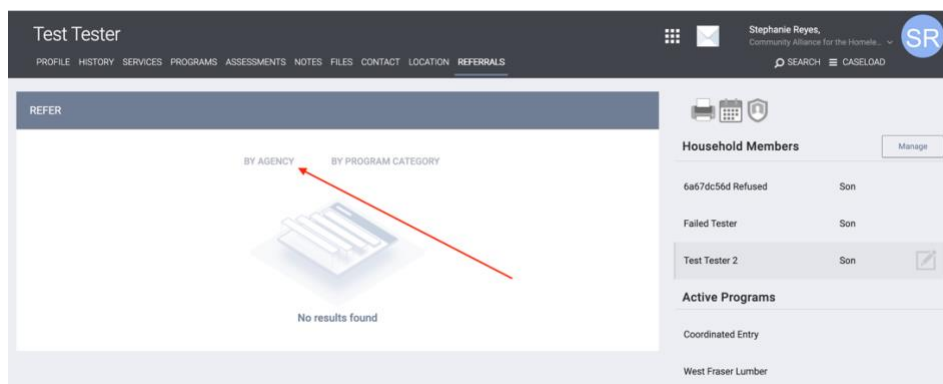 Test Tester
Stephanie Reyes,
Community Alliance for the Homele...
SR
PROFILE HISTORY SERVICES PROGRAMS ASSESSMENTS NOTES FILES CONTACT LOCATION REFERRALS
SEARCH CASELOAD
REFER
BY AGENCY BY PROGRAM CATEGORY
No results found
Household Members Manage
6a67dc56d Refused Son
Failed Tester Son
Test Tester 2 Son
Active Programs
Coordinated Entry
West Fraser Lumber